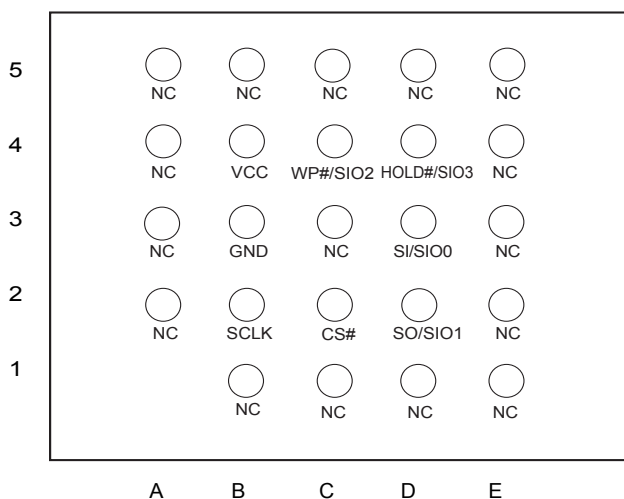 5
NC NC NC NC NC
4
NC VCC WP#/SIO2 HOLD#/SIO3 NC
3
NC GND NC SI/SIO0 NC
2
NC SCLK CS# SO/SIO1 NC
1
NC NC NC NC
A B C D E